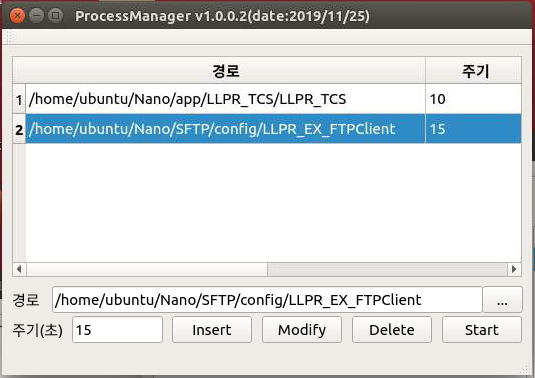 ProcessManager v1.0.0.2(date:2019/11/25)
경로 주기
1 /home/ubuntu/Nano/app/LLPR_TCS/LLPR_TCS 10
2 /home/ubuntu/Nano/SFTP/config/LLPR_EX_FTPClient 15
경로 /home/ubuntu/Nano/SFTP/config/LLPR_EX_FTPClient ...
주기(초) 15 Insert Modify Delete Start